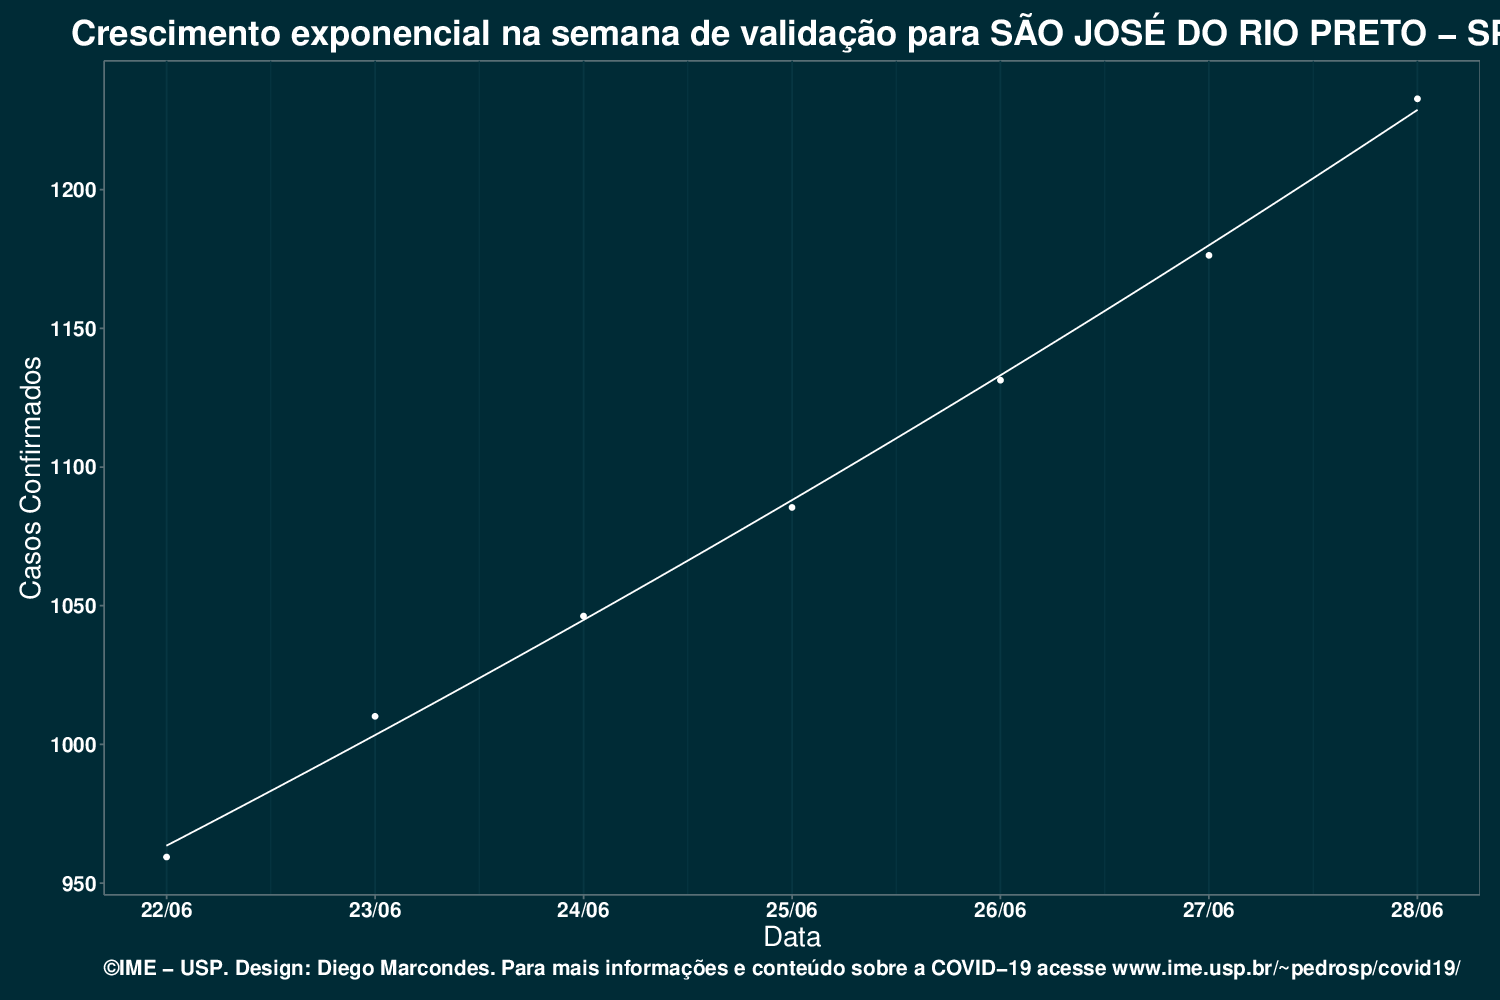 Crescimento exponencial na semana de validação para SÃO JOSÉ DO RIO PRETO – SP
Casos Confirmados
1200
1150
1100
1050
1000
950
22/06 23/06 24/06 25/06 26/06 27/06 28/06
Data
©IME – USP. Design: Diego Marcondes. Para mais informações e conteúdo sobre a COVID–19 acesse www.ime.usp.br/~pedrosp/covid19/